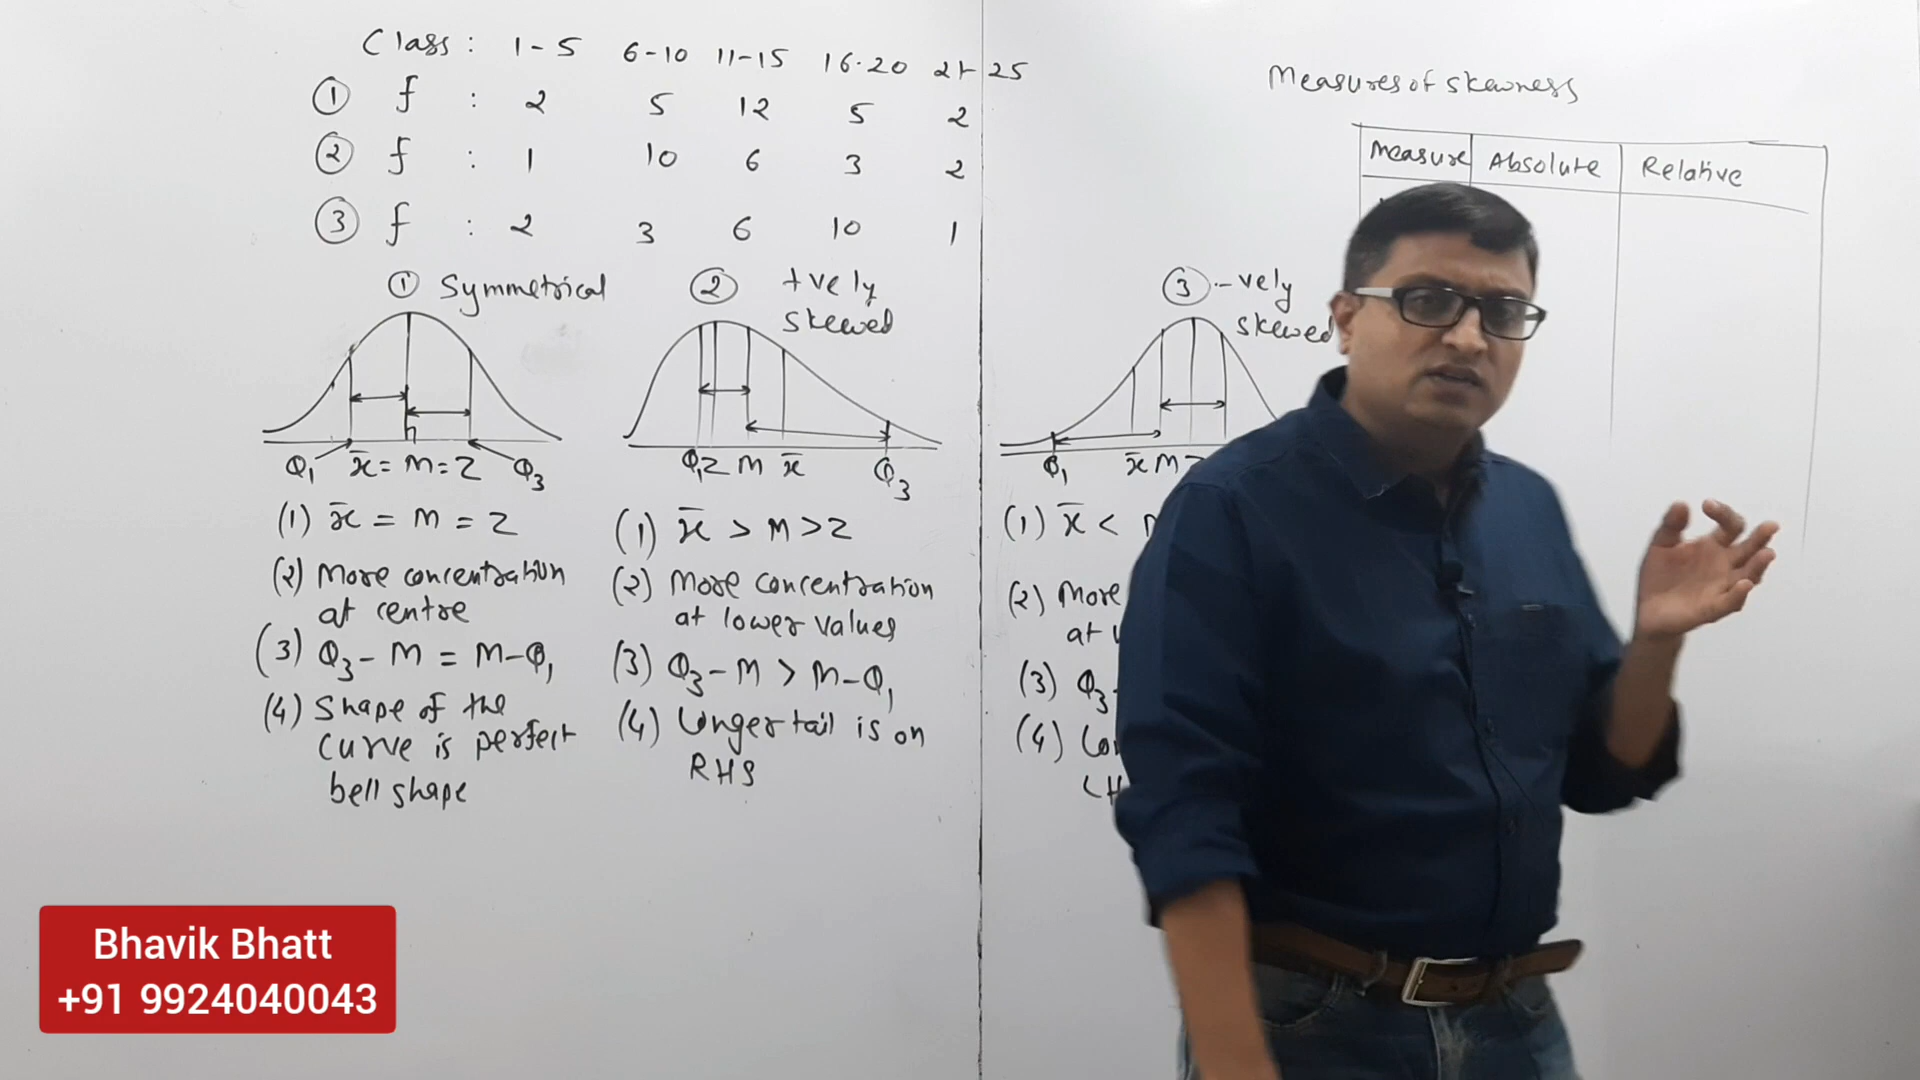 Class : 1-5 6-10 11-15 16-20 21-25
① f : 2 5 12 5 2
② f : 1 10 6 3 2
③ f : 2 3 6 10 1
Measures of skewness
Measure Absolute Relative
① Symmetrical
Q₁ x̄ = M = Z Q₃
(1) x̄ = M = Z
(2) More concentration
at centre
(3) Q₃ - M = M - Q₁
(4) Shape of the
curve is perfect
bell shape
② +vely
skewed
Q₁ Z M x̄ Q₃
(1) x̄ > M > Z
(2) More concentration
at lower values
(3) Q₃ - M > M - Q₁
(4) Longer tail is on
RHS
③ -vely
skewed
Q₁ x̄ M
(1) x̄ <
(2) More
at
(3) Q₃
(4)
Bhavik Bhatt
+91 9924040043